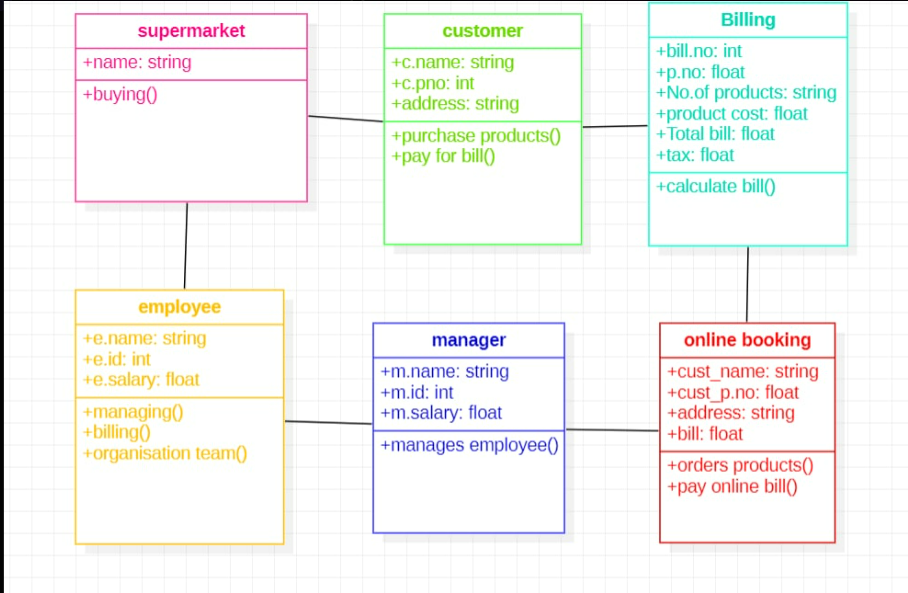 supermarket
+name: string
+buying()
customer
+c.name: string
+c.pno: int
+address: string
+purchase products()
+pay for bill()
Billing
+bill.no: int
+p.no: float
+No.of products: string
+product cost: float
+Total bill: float
+tax: float
+calculate bill()
employee
+e.name: string
+e.id: int
+e.salary: float
+managing()
+billing()
+organisation team()
manager
+m.name: string
+m.id: int
+m.salary: float
+manages employee()
online booking
+cust_name: string
+cust_p.no: float
+address: string
+bill: float
+orders products()
+pay online bill()